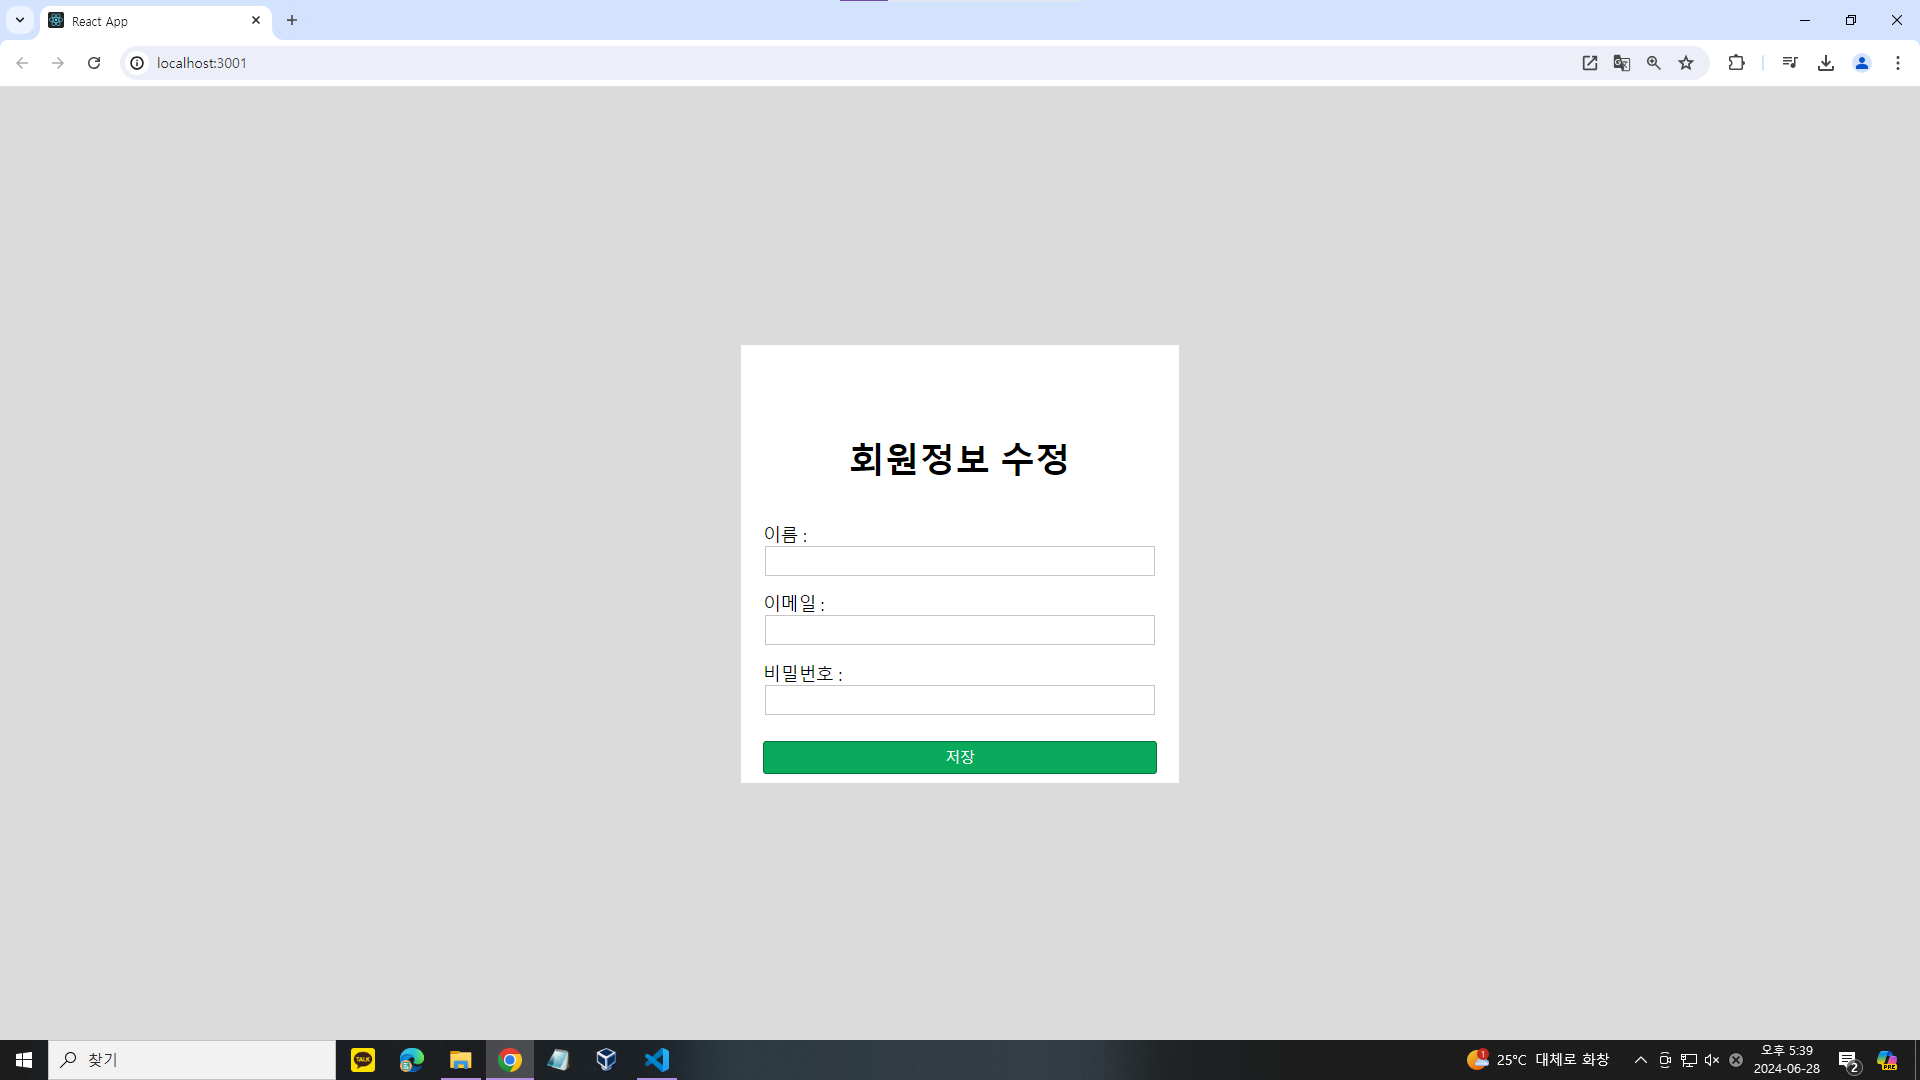 React App
localhost:3001
회원정보 수정
이름 :
이메일 :
비밀번호 :
저장
찾기
TALK
1
25°C 대체로 화창
오후 5:39
2024-06-28
2
PRE